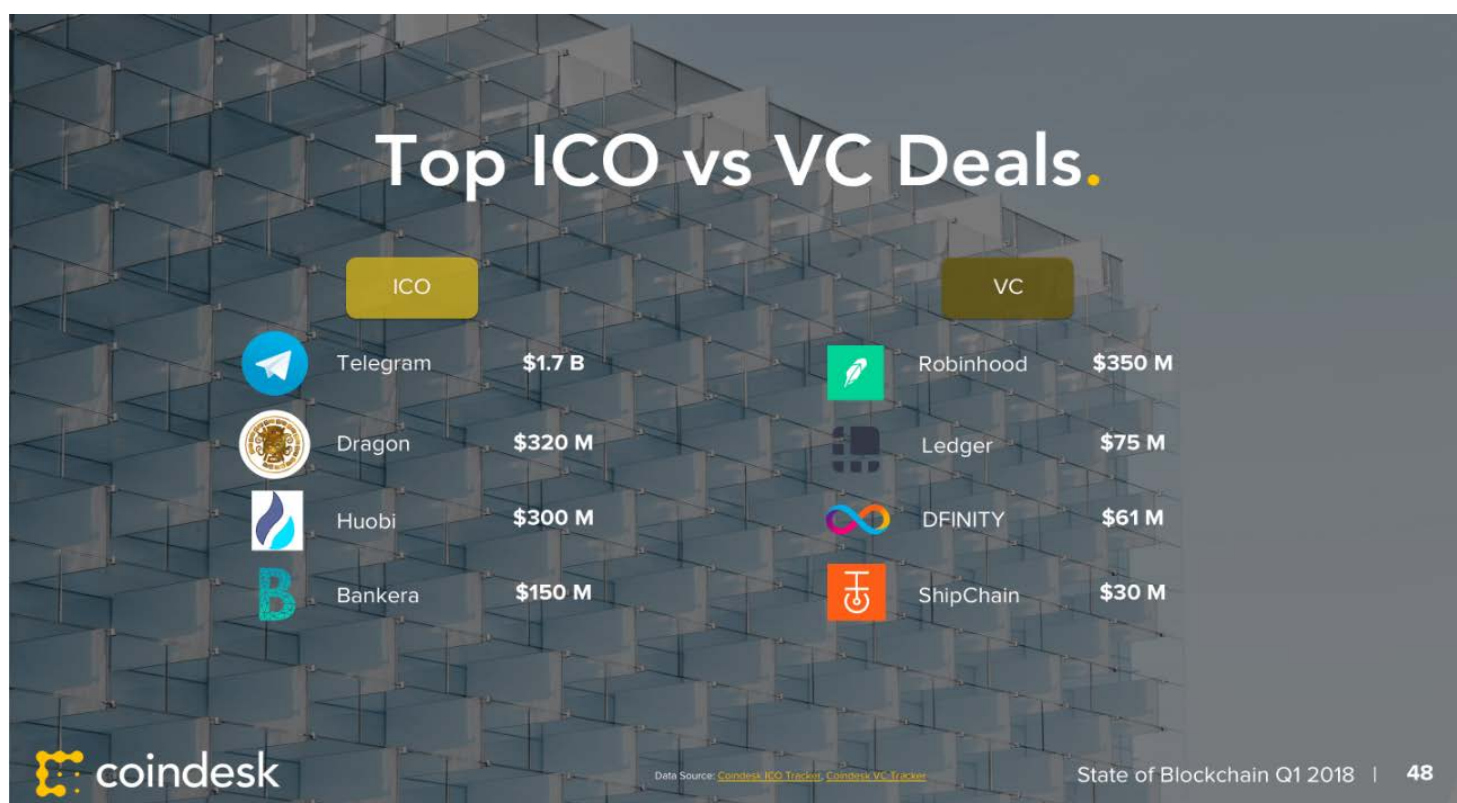 Top ICO vs VC Deals.
ICO
Telegram $1.7 B
Dragon $320 M
Huobi $300 M
Bankera $150 M
VC
Robinhood $350 M
Ledger $75 M
DFINITY $61 M
ShipChain $30 M
coindesk
Data Source: Coindesk ICO Tracker, Coindesk VC Tracker
State of Blockchain Q1 2018 | 48